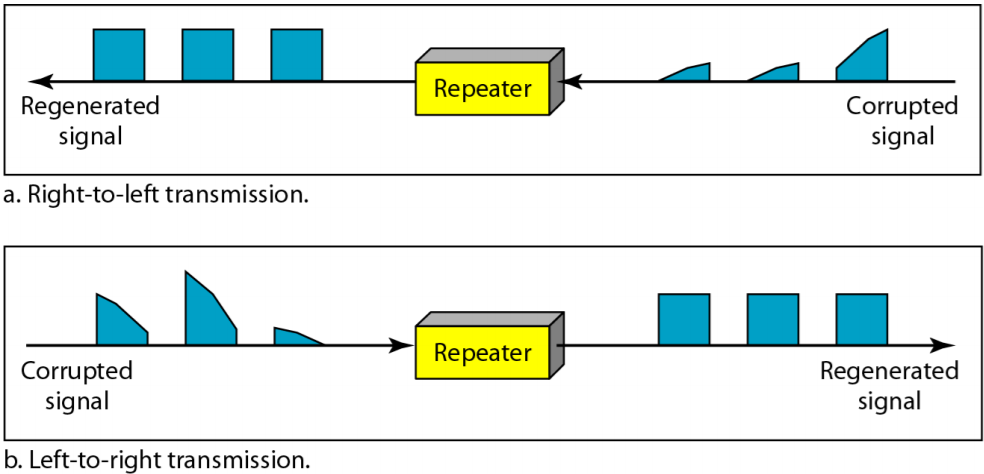 Repeater
Regenerated
signal
Corrupted
signal
a. Right-to-left transmission.
Repeater
Corrupted
signal
Regenerated
signal
b. Left-to-right transmission.